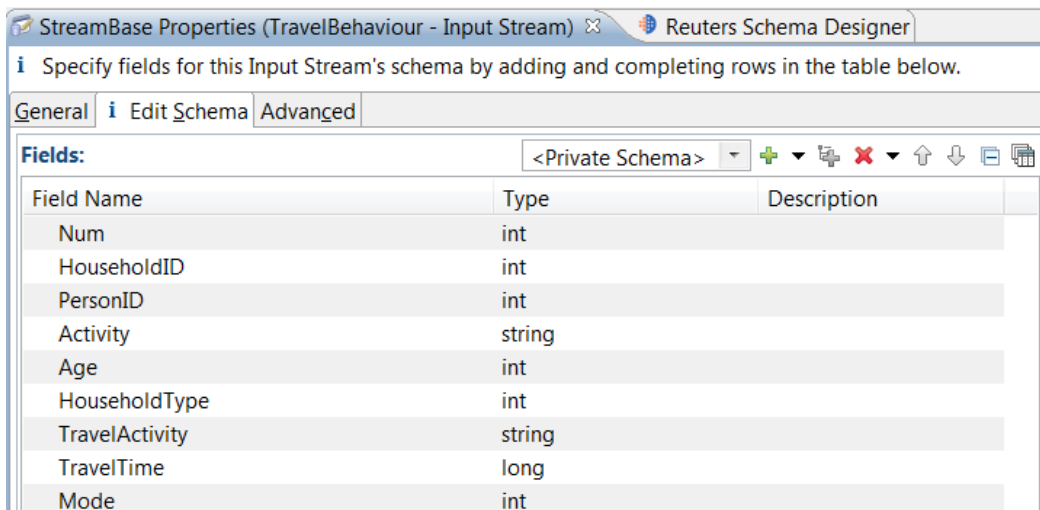 StreamBase Properties (TravelBehaviour - Input Stream) Reuters Schema Designer
i Specify fields for this Input Stream's schema by adding and completing rows in the table below.
General i Edit Schema Advanced
Fields: <Private Schema>
Field Name Type Description
Num int
HouseholdID int
PersonID int
Activity string
Age int
HouseholdType int
TravelActivity string
TravelTime long
Mode int